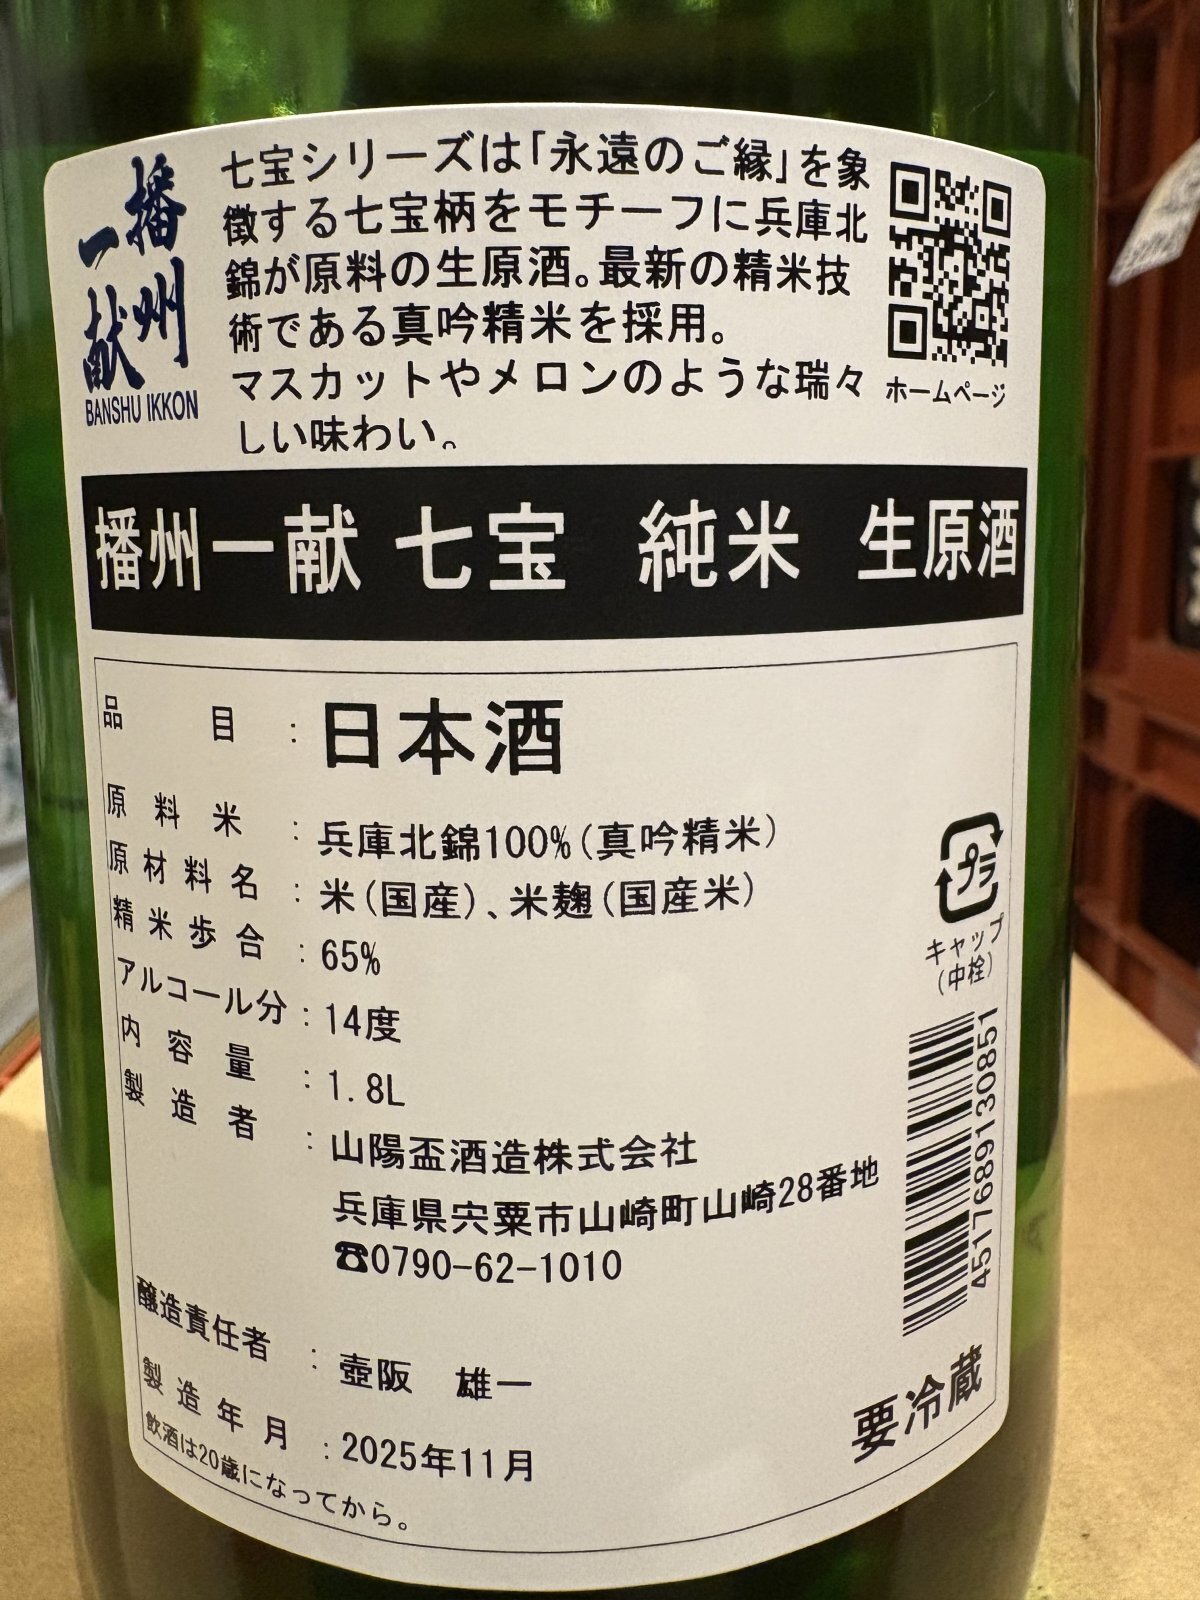 播州
一献
BANSHU IKKON
七宝シリーズは「永遠のご縁」を象
徴する七宝柄をモチーフに兵庫北
錦が原料の生原酒。最新の精米技
術である真吟精米を採用。
マスカットやメロンのような瑞々
しい味わい。
ホームページ
播州一献 七宝 純米 生原酒
品目：日本酒
原料米：兵庫北錦100%(真吟精米)
原材料名：米(国産)、米麹(国産米)
精米歩合：65%
アルコール分：14度
内容量：1.8L
製造者：山陽盃酒造株式会社
兵庫県宍粟市山崎町山崎28番地
☎0790-62-1010
醸造責任者：壺阪 雄一
製造年月：2025年11月
飲酒は20歳になってから。
プラ
キャップ
(中栓)
4517689130851
要冷蔵